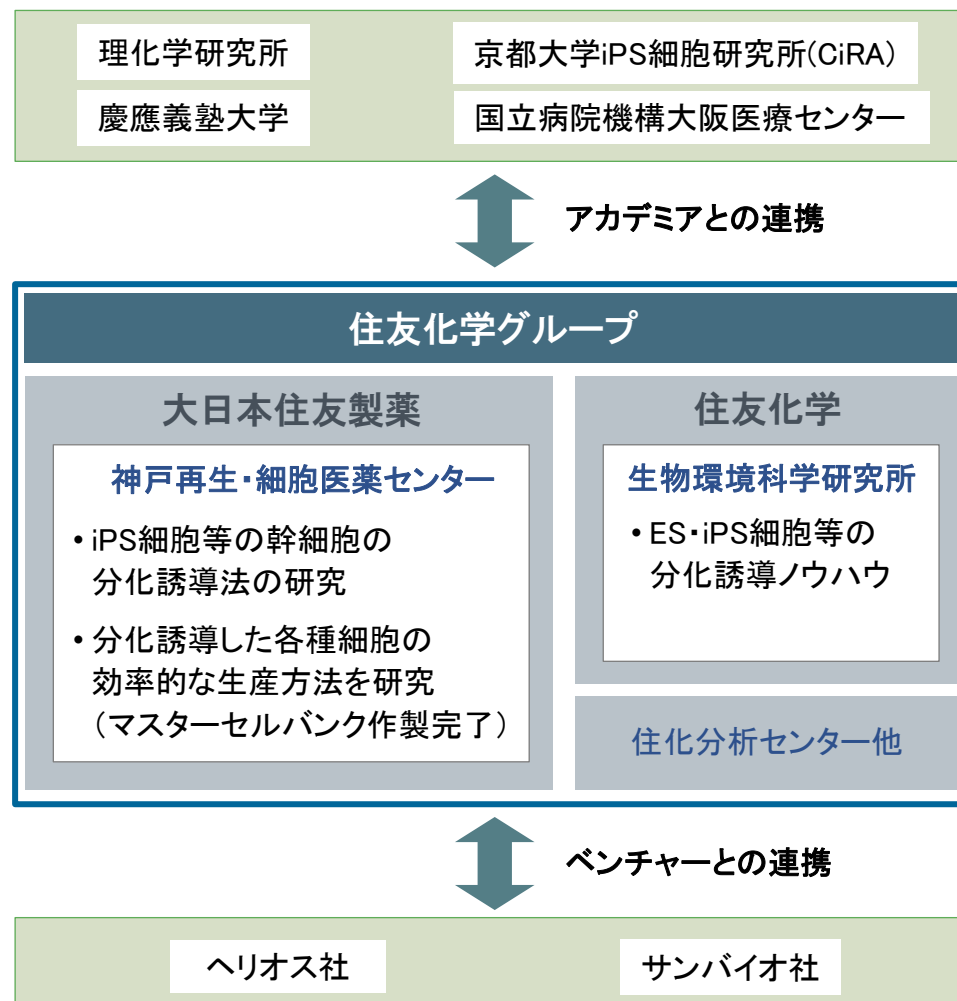 理化学研究所
京都大学iPS細胞研究所(CiRA)
慶應義塾大学
国立病院機構大阪医療センター
アカデミアとの連携
住友化学グループ
大日本住友製薬
神戸再生・細胞医薬センター
• iPS細胞等の幹細胞の
分化誘導法の研究
• 分化誘導した各種細胞の
効率的な生産方法を研究
（マスターセルバンク作製完了）
住友化学
生物環境科学研究所
• ES・iPS細胞等の
分化誘導ノウハウ
住化分析センター他
ベンチャーとの連携
ヘリオス社
サンバイオ社